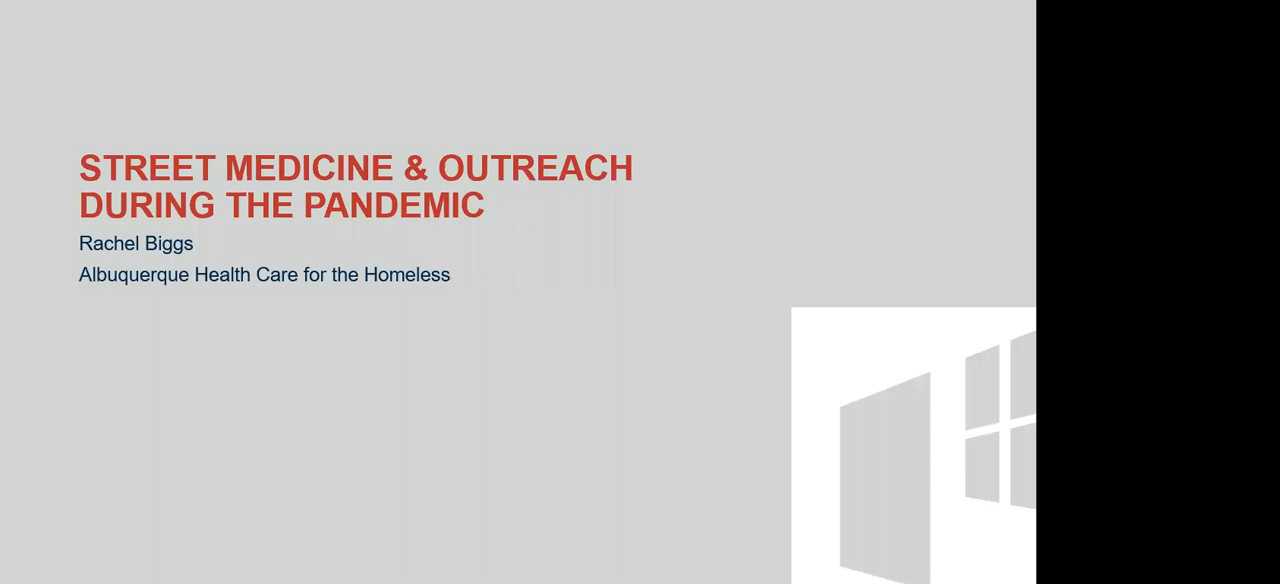 STREET MEDICINE & OUTREACH
DURING THE PANDEMIC
Rachel Biggs
Albuquerque Health Care for the Homeless